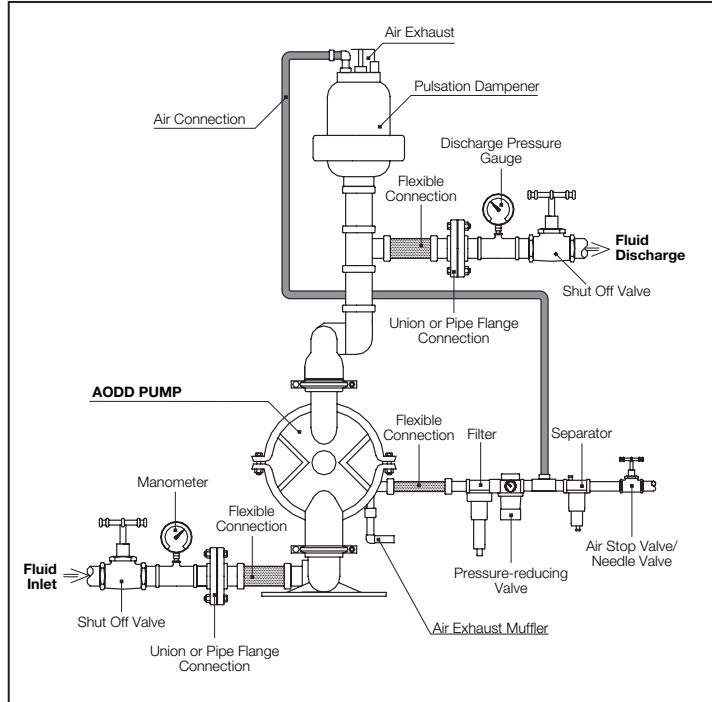 Air Exhaust
Pulsation Dampener
Air Connection
Discharge Pressure
Gauge
Flexible
Connection
Fluid
Discharge
Shut Off Valve
Union or Pipe Flange
Connection
AODD PUMP
Flexible
Connection
Filter
Separator
Manometer
Flexible
Connection
Air Stop Valve/
Needle Valve
Fluid
Inlet
Pressure-reducing
Valve
Shut Off Valve
Air Exhaust Muffler
Union or Pipe Flange
Connection